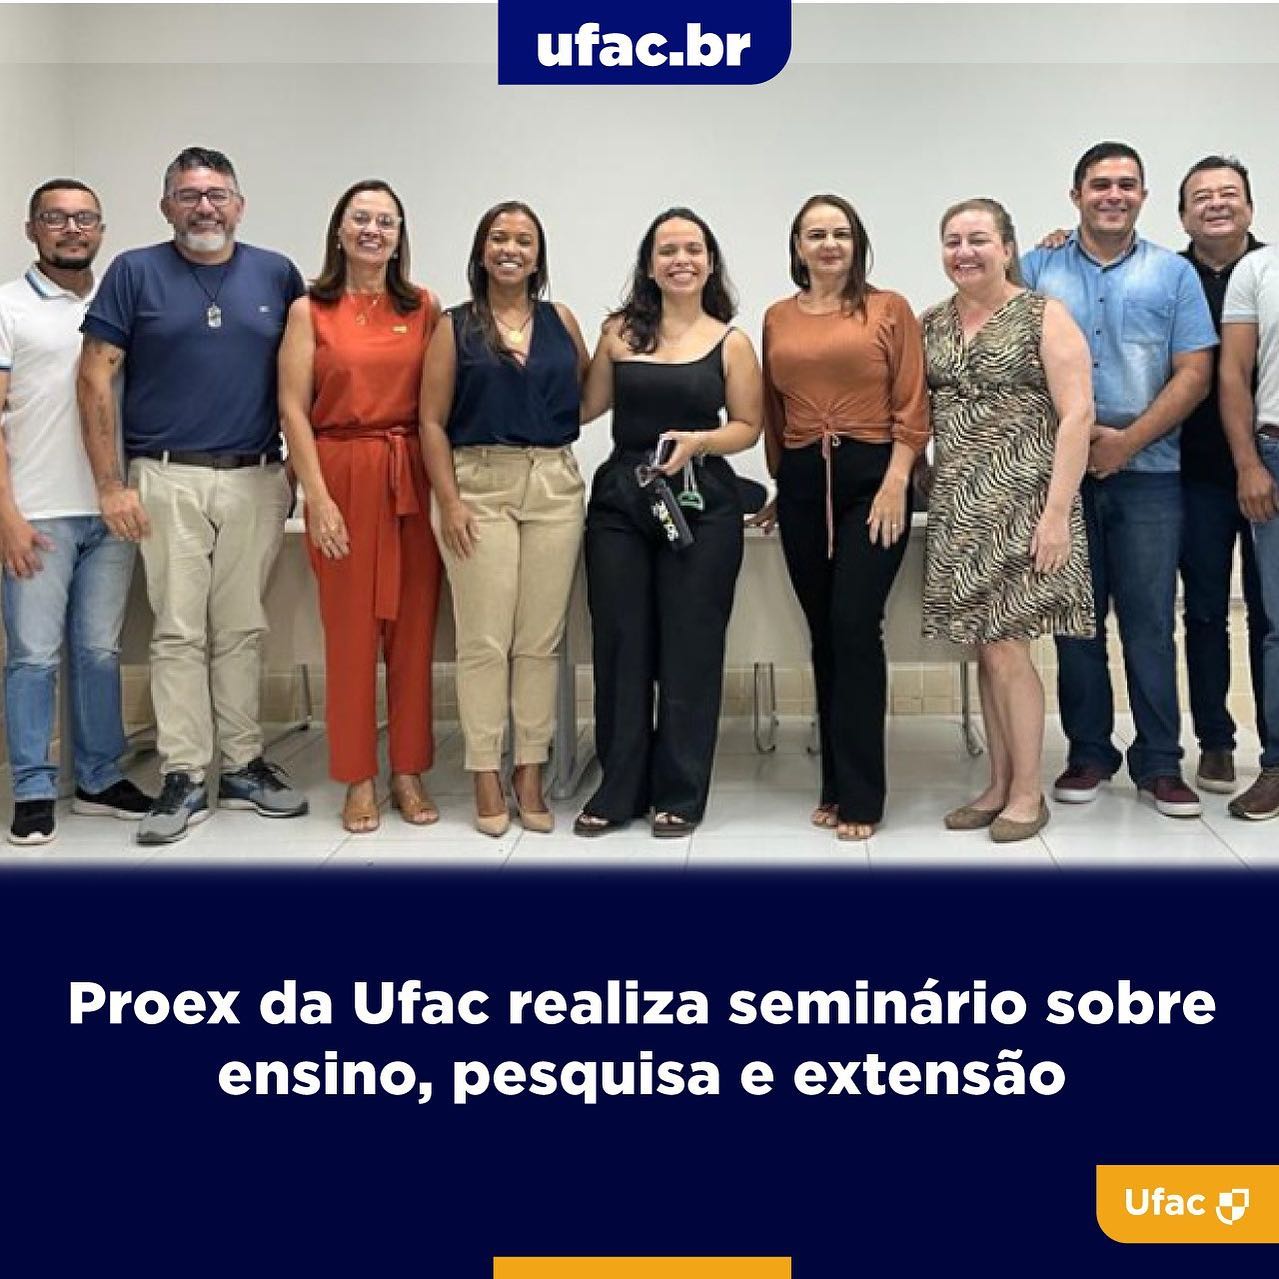 ufac.br
Proex da Ufac realiza seminário sobre
ensino, pesquisa e extensão
Ufac